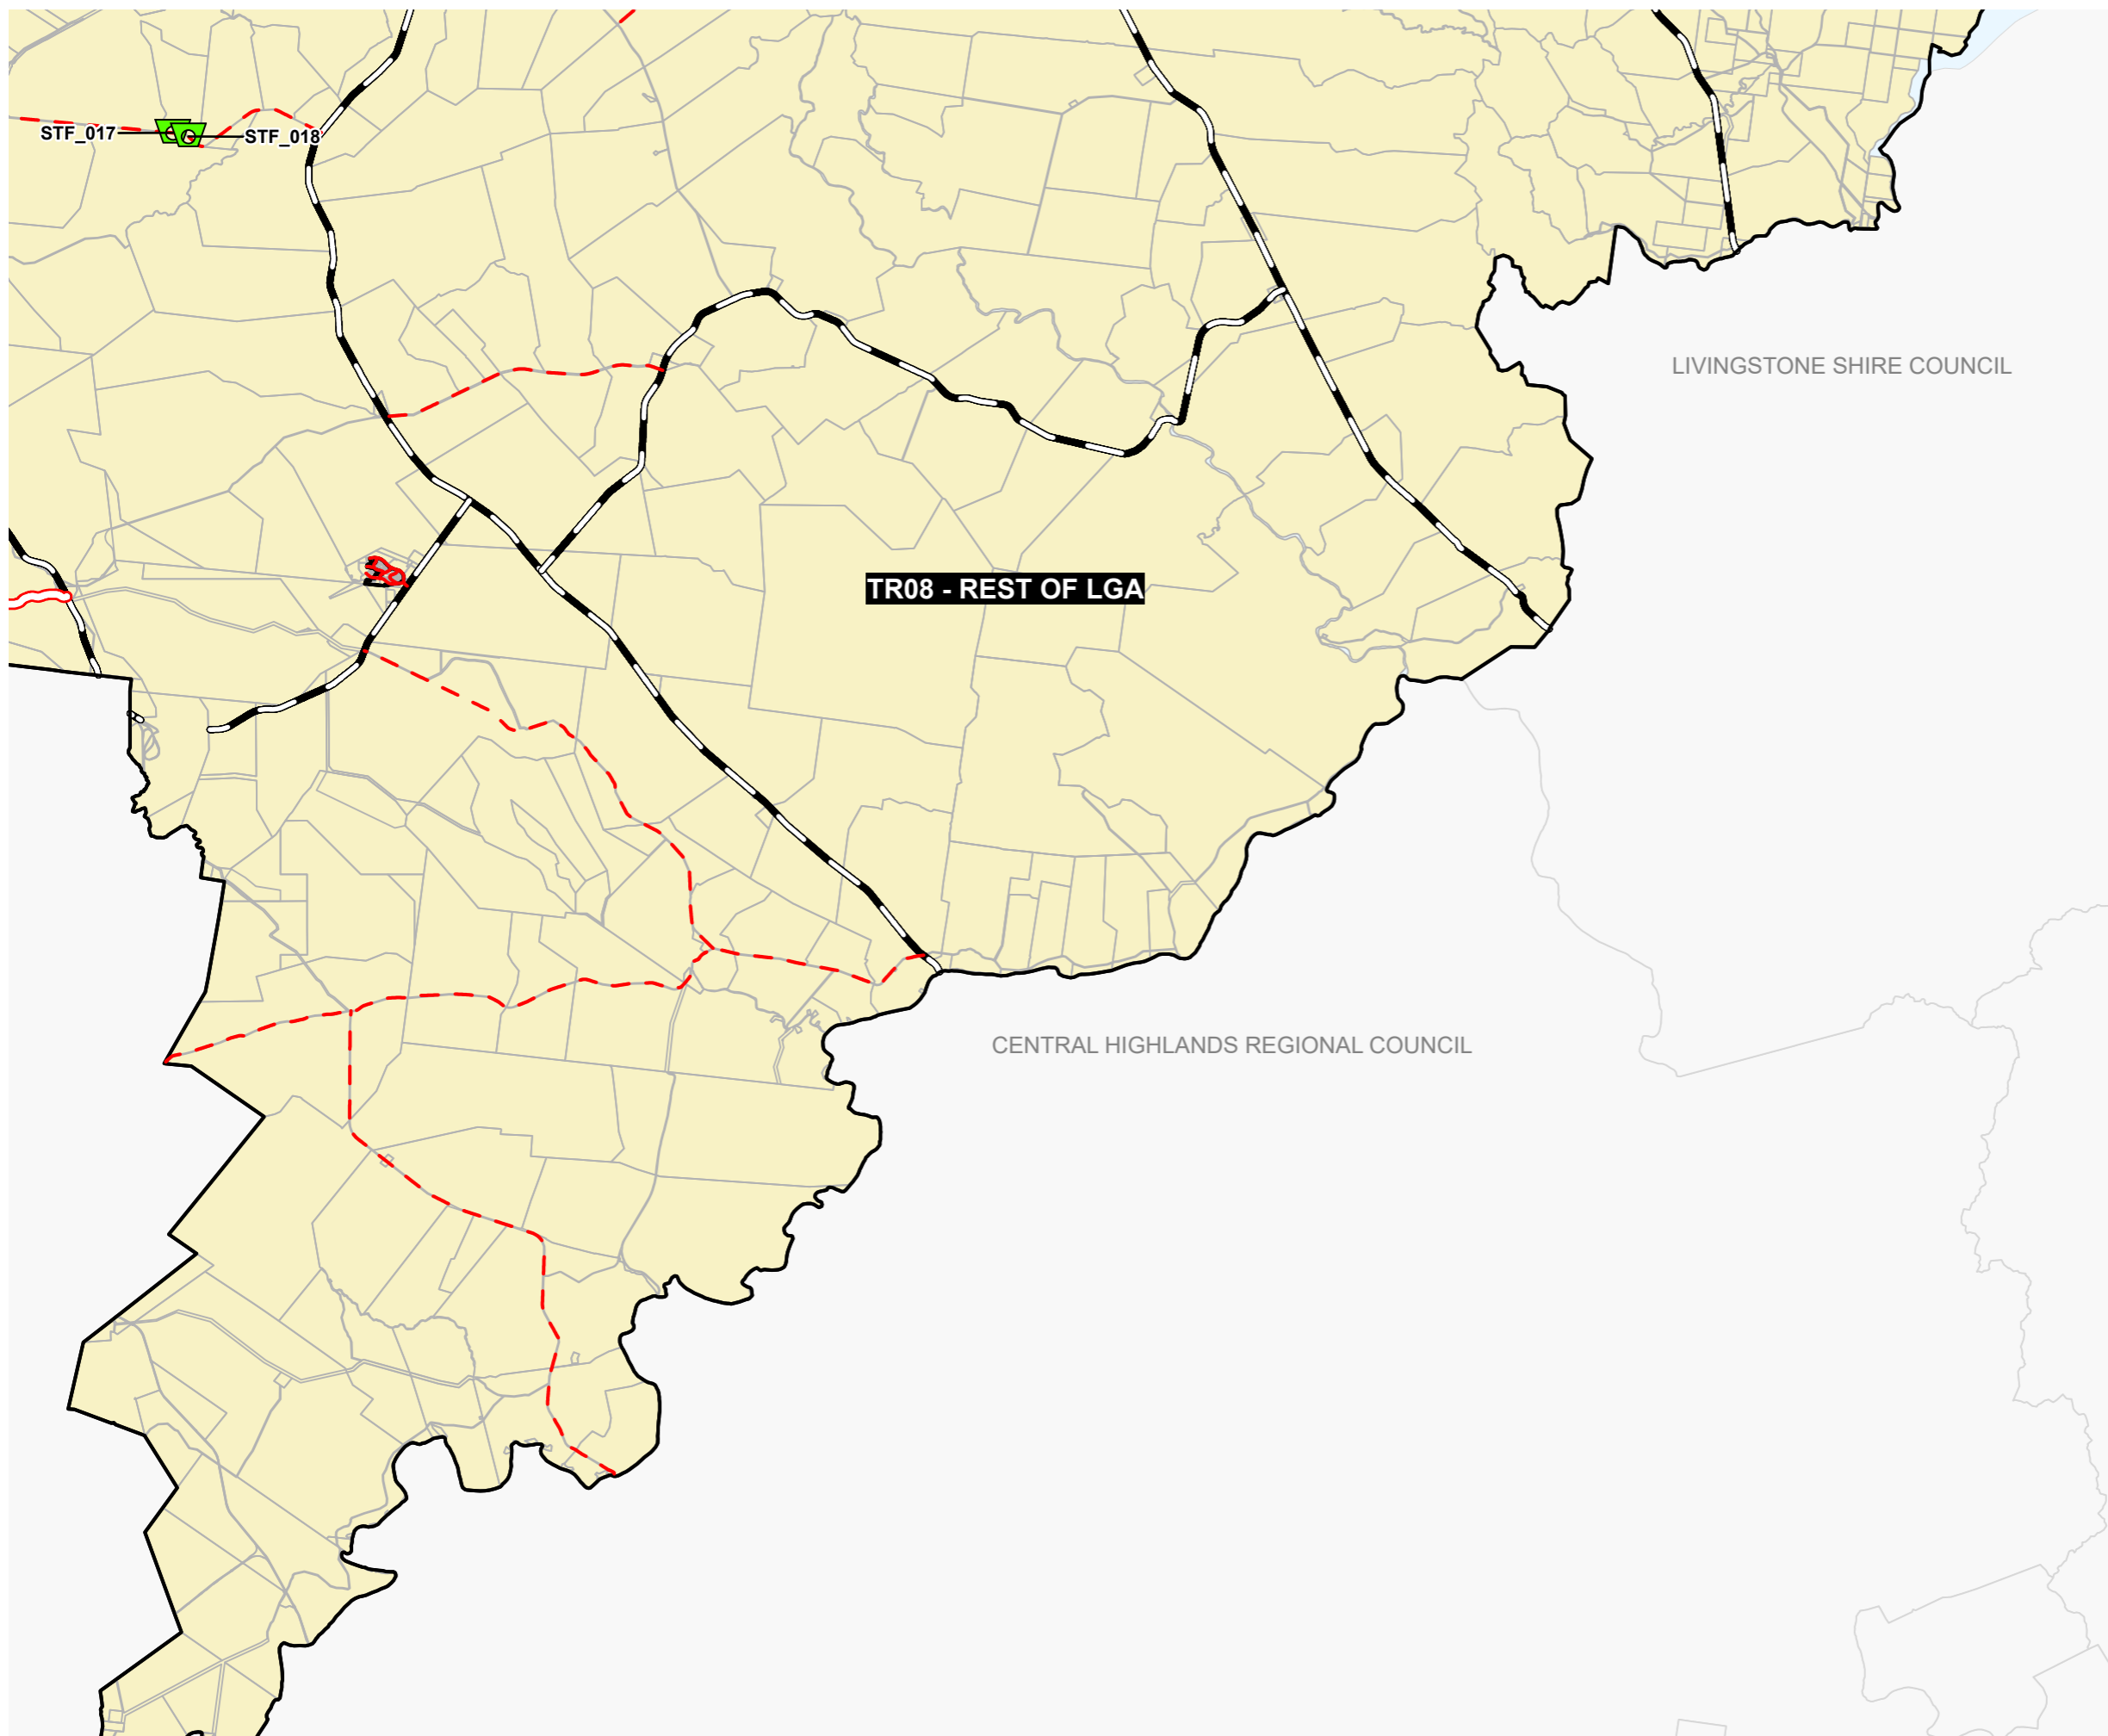 STF_017
STF_018
LIVINGSTONE SHIRE COUNCIL
TR08 - REST OF LGA
CENTRAL HIGHLANDS REGIONAL COUNCIL